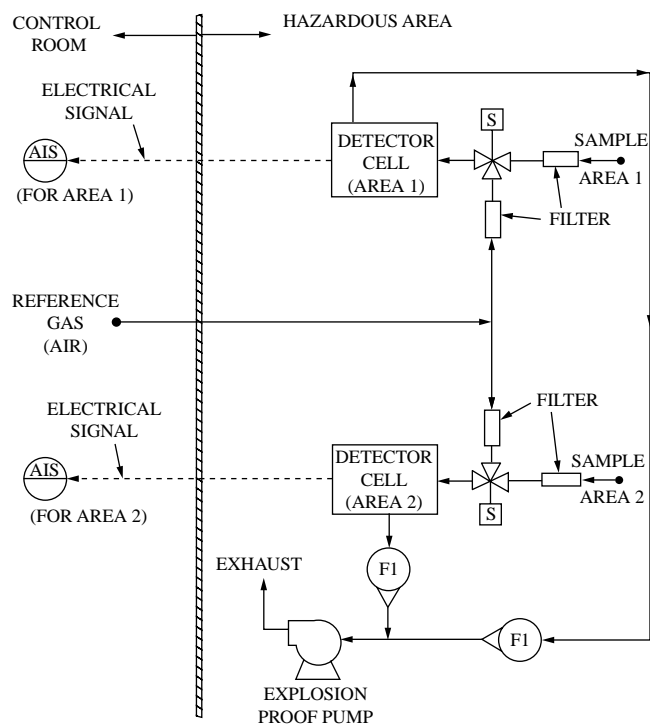 CONTROL
ROOM
HAZARDOUS AREA
ELECTRICAL
SIGNAL
S
AIS
DETECTOR
CELL
(AREA 1)
SAMPLE
AREA 1
(FOR AREA 1)
FILTER
REFERENCE
GAS
(AIR)
ELECTRICAL
SIGNAL
FILTER
AIS
DETECTOR
CELL
(AREA 2)
SAMPLE
AREA 2
(FOR AREA 2)
S
EXHAUST
F1
F1
EXPLOSION
PROOF PUMP